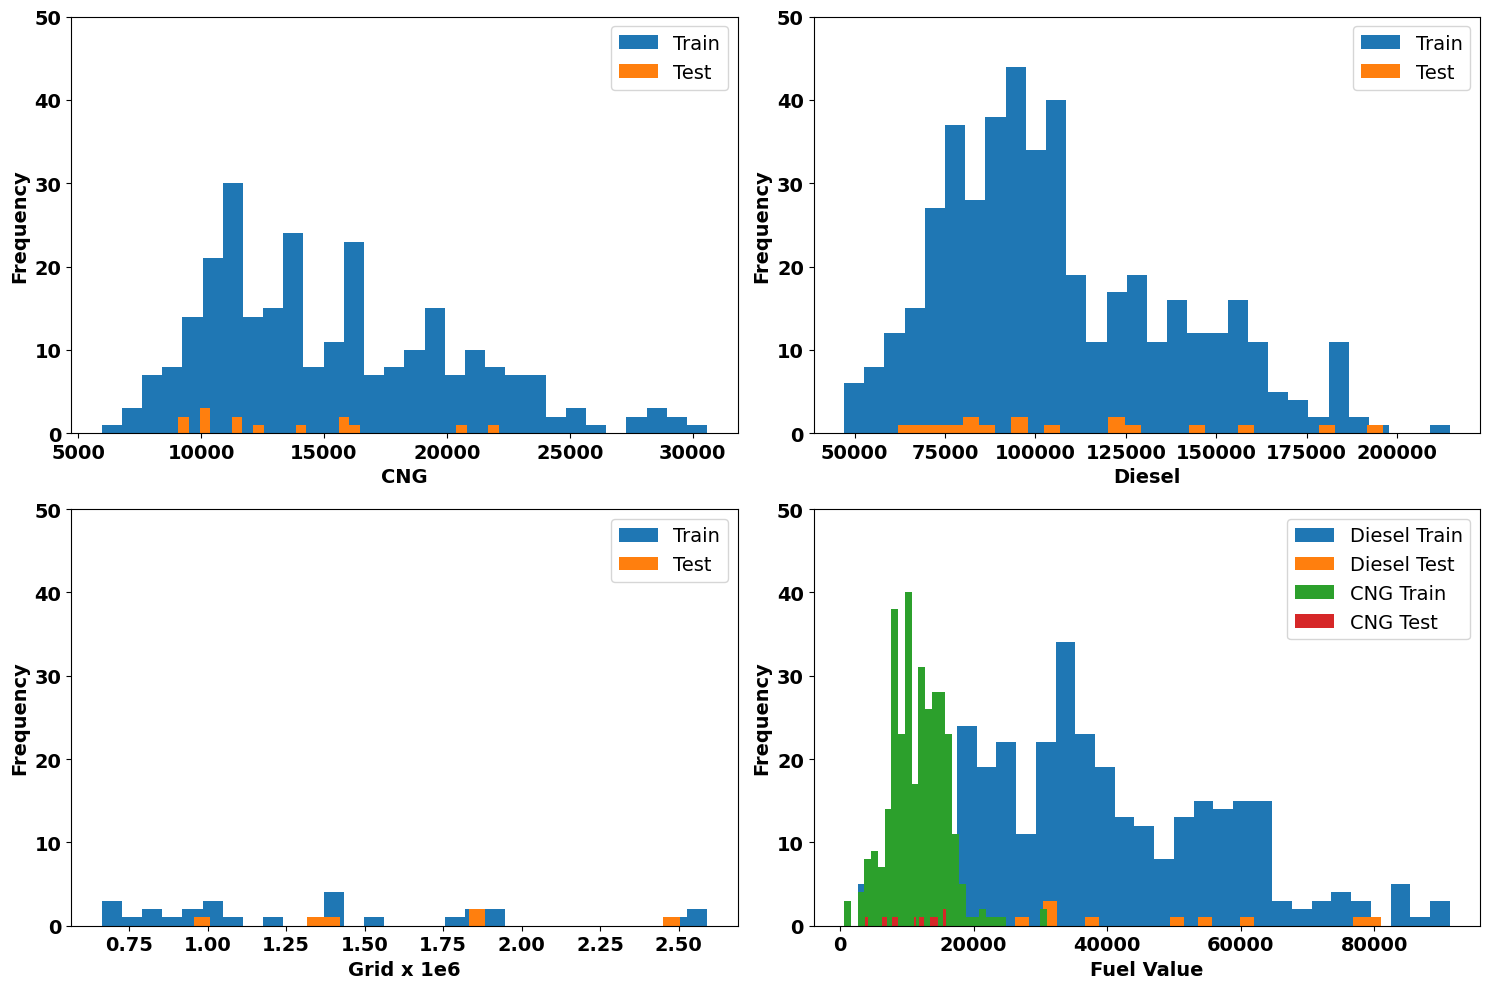 50
40
30
20
10
0
Frequency
Train
Test
5000 10000 15000 20000 25000 30000
CNG
50
40
30
20
10
0
Frequency
Train
Test
50000 75000 100000 125000 150000 175000 200000
Diesel
50
40
30
20
10
0
Frequency
Train
Test
0.75 1.00 1.25 1.50 1.75 2.00 2.25 2.50
Grid x 1e6
50
40
30
20
10
0
Frequency
Diesel Train
Diesel Test
CNG Train
CNG Test
0 20000 40000 60000 80000
Fuel Value